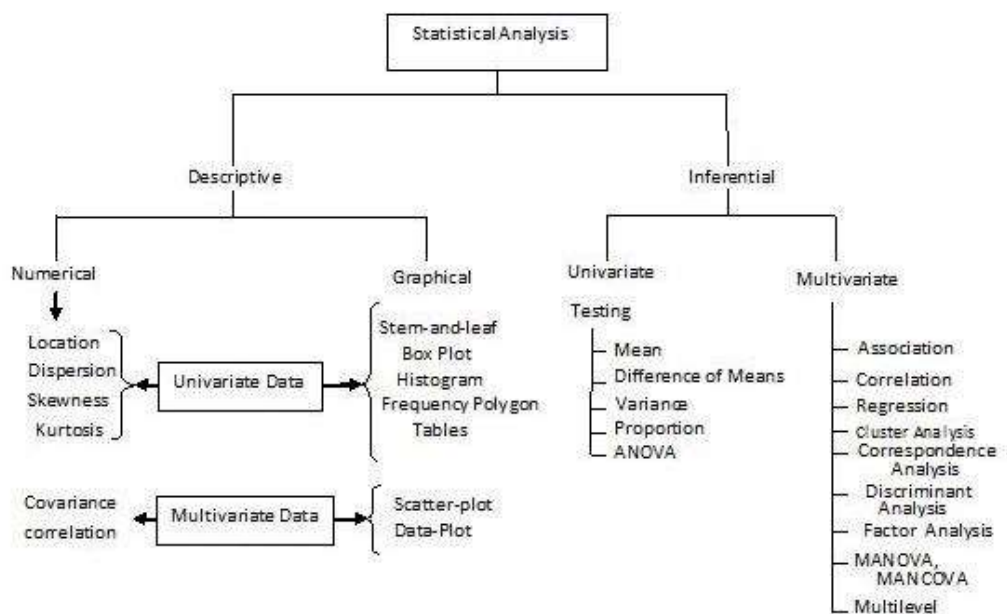 Statistical Analysis
Descriptive
Inferential
Numerical
Graphical
Univariate
Multivariate
Testing
Location
Dispersion
Skewness
Kurtosis
Univariate Data
Stem-and-leaf
Box Plot
Histogram
Frequency Polygon
Tables
Mean
Difference of Means
Variance
Proportion
ANOVA
Association
Correlation
Regression
Cluster Analysis
Correspondence
Analysis
Discriminant
Analysis
Factor Analysis
MANOVA,
MANCOVA
Multilevel
Covariance
correlation
Multivariate Data
Scatter-plot
Data-Plot